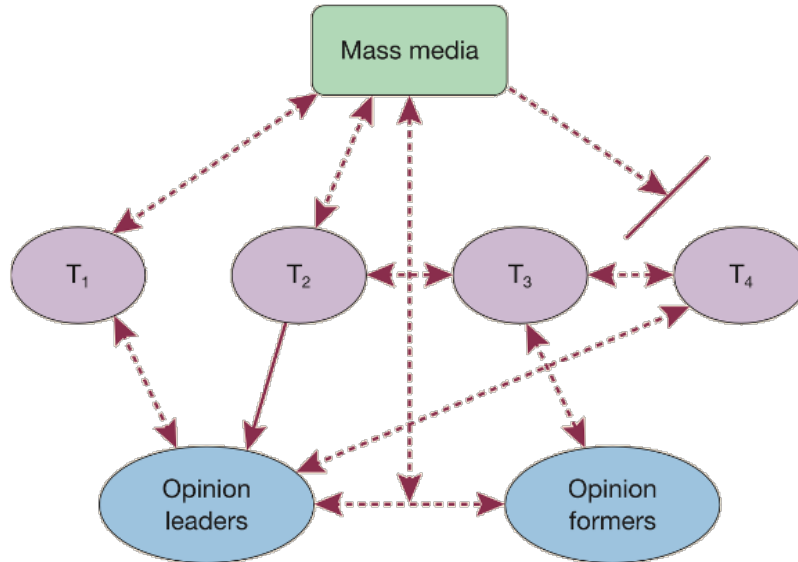 Mass media
T₁
T₂
T₃
T₄
Opinion
leaders
Opinion
formers